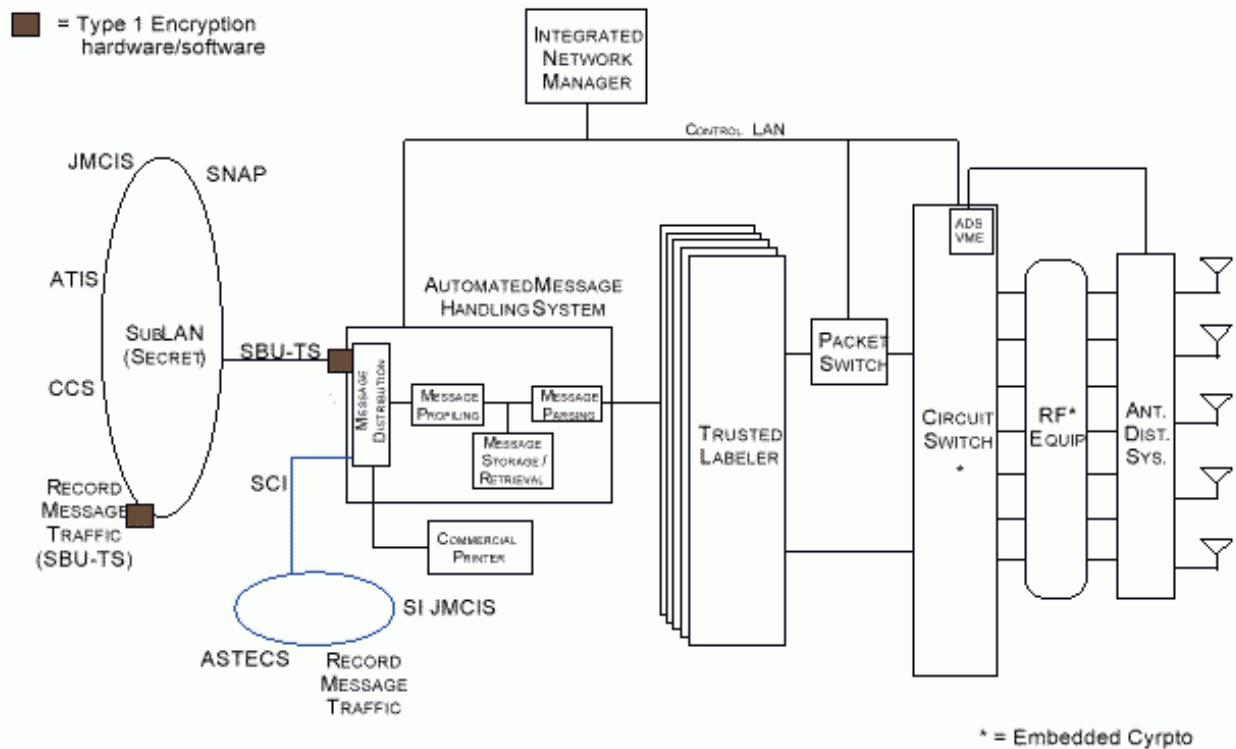 = Type 1 Encryption
hardware/software
INTEGRATED
NETWORK
MANAGER
CONTROL LAN
JMCIS
SNAP
ATIS
SUBLAN
(SECRET)
CCS
RECORD
MESSAGE
TRAFFIC
(SBU-TS)
SBU-TS
AUTOMATED MESSAGE
HANDLING SYSTEM
MESSAGE
DISTRIBUTION
MESSAGE
PROFILING
MESSAGE
PARSING
MESSAGE
STORAGE /
RETRIEVAL
SCI
COMMERCIAL
PRINTER
SI JMCIS
ASTECS
RECORD
MESSAGE
TRAFFIC
TRUSTED
LABELER
PACKET
SWITCH
ADS
VME
CIRCUIT
SWITCH
*
RF*
EQUIP
ANT.
DIST.
SYS.
* = Embedded Cyrpto